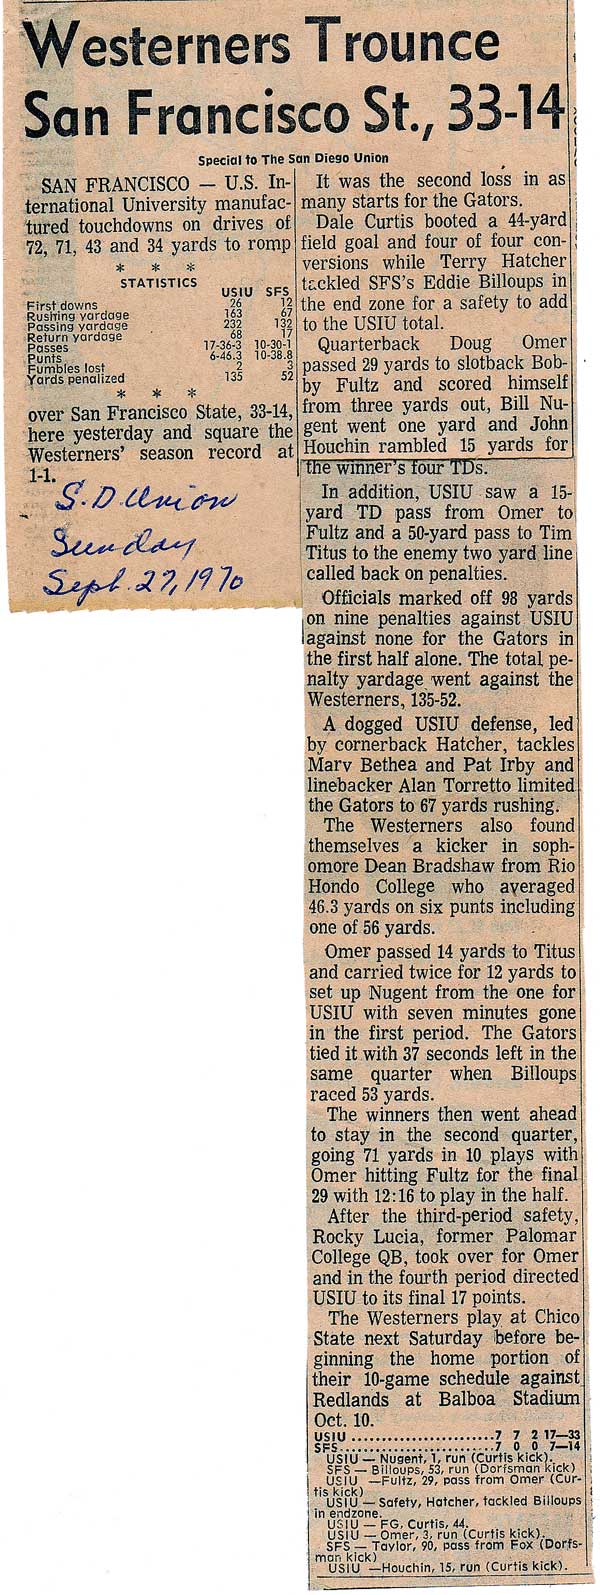 Westerners Trounce
San Francisco St., 33-14
Special to The San Diego Union
SAN FRANCISCO — U.S. In-
ternational University manufac-
tured touchdowns on drives of
72, 71, 43 and 34 yards to romp
* * *
STATISTICS
USIU SFS
First downs 26 12
Rushing yardage 163 67
Passing yardage 232 132
Return yardage 68 17
Passes 17-36-3 10-30-1
Punts 6-46.3 10-38.8
Fumbles lost 2 3
Yards penalized 135 52
* * *
over San Francisco State, 33-14,
here yesterday and square the
Westerners' season record at
1-1.
S.D. Union
Sunday
Sept. 27, 1970
It was the second loss in as
many starts for the Gators.
Dale Curtis booted a 44-yard
field goal and four of four con-
versions while Terry Hatcher
tackled SFS's Eddie Billoups in
the end zone for a safety to add
to the USIU total.
Quarterback Doug Omer
passed 29 yards to slotback Bob-
by Fultz and scored himself
from three yards out, Bill Nu-
gent went one yard and John
Houchin rambled 15 yards for
the winner's four TDs.
In addition, USIU saw a 15-
yard TD pass from Omer to
Fultz and a 50-yard pass to Tim
Titus to the enemy two yard line
called back on penalties.
Officials marked off 98 yards
on nine penalties against USIU
against none for the Gators in
the first half alone. The total pe-
nalty yardage went against the
Westerners, 135-52.
A dogged USIU defense, led
by cornerback Hatcher, tackles
Marv Bethea and Pat Irby and
linebacker Alan Torretto limited
the Gators to 67 yards rushing.
The Westerners also found
themselves a kicker in soph-
omore Dean Bradshaw from Rio
Hondo College who averaged
46.3 yards on six punts including
one of 56 yards.
Omer passed 14 yards to Titus
and carried twice for 12 yards to
set up Nugent from the one for
USIU with seven minutes gone
in the first period. The Gators
tied it with 37 seconds left in the
same quarter when Billoups
raced 53 yards.
The winners then went ahead
to stay in the second quarter,
going 71 yards in 10 plays with
Omer hitting Fultz for the final
29 with 12:16 to play in the half.
After the third-period safety,
Rocky Lucia, former Palomar
College QB, took over for Omer
and in the fourth period directed
USIU to its final 17 points.
The Westerners play at Chico
State next Saturday before be-
ginning the home portion of
their 10-game schedule against
Redlands at Balboa Stadium
Oct. 10.
USIU ........................ 7 7 2 17—33
SFS ........................ 7 0 0 7—14
USIU — Nugent, 1, run (Curtis kick).
SFS — Billoups, 53, run (Dorfsman kick)
USIU —Fultz, 29, pass from Omer (Cur-
tis kick)
USIU — Safety, Hatcher, tackled Billoups
in endzone.
USIU — FG, Curtis, 44.
USIU — Omer, 3, run (Curtis kick).
SFS — Taylor, 90, pass from Fox (Dorfs-
man kick)
USIU —Houchin, 15, run (Curtis kick).